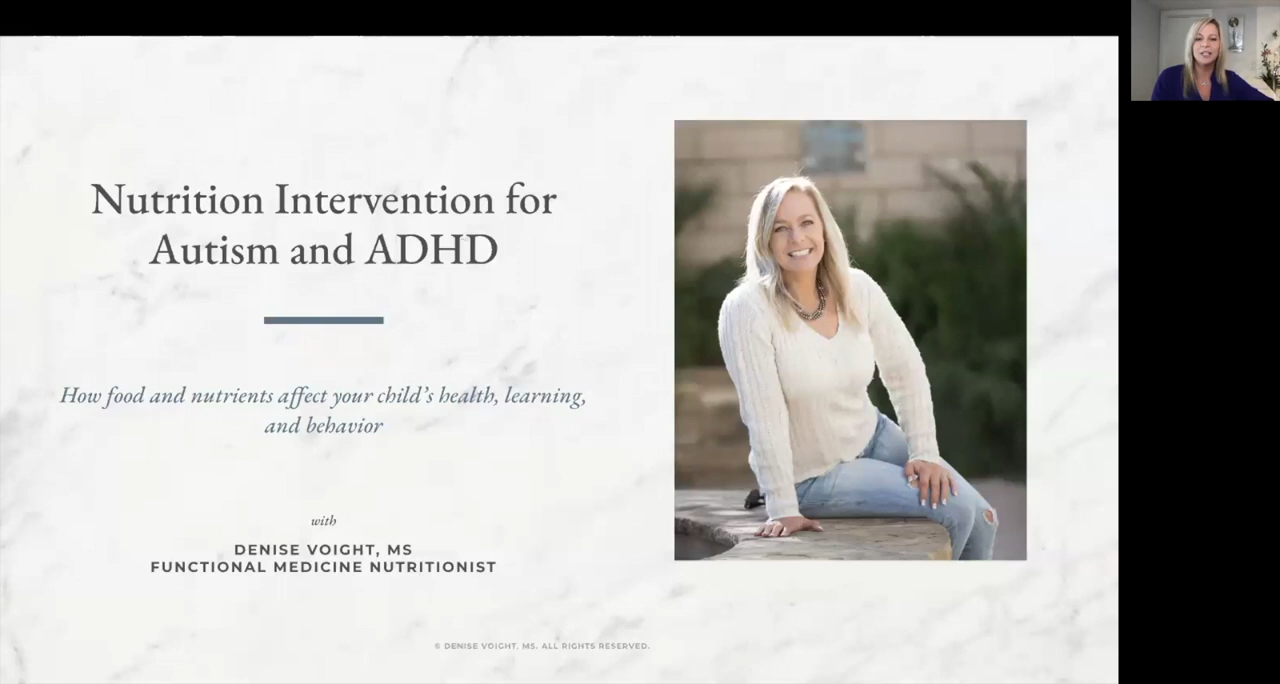 Nutrition Intervention for
Autism and ADHD
How food and nutrients affect your child's health, learning,
and behavior
with
DENISE VOIGHT, MS
FUNCTIONAL MEDICINE NUTRITIONIST
© DENISE VOIGHT, MS. ALL RIGHTS RESERVED.